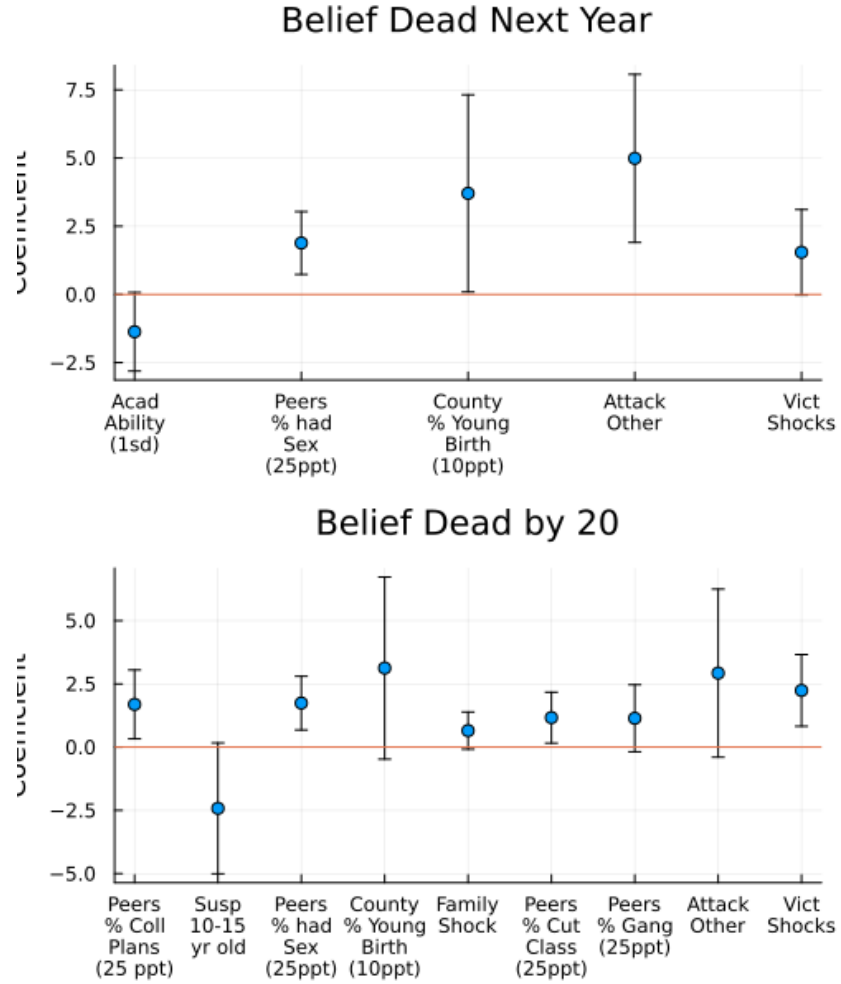 Belief Dead Next Year
Coefficient
7.5
5.0
2.5
0.0
−2.5
Acad
Ability
(1sd)
Peers
% had
Sex
(25ppt)
County
% Young
Birth
(10ppt)
Attack
Other
Vict
Shocks
Belief Dead by 20
Coefficient
5.0
2.5
0.0
−2.5
−5.0
Peers
% Coll
Plans
(25 ppt)
Susp
10-15
yr old
Peers
% had
Sex
(25ppt)
County
% Young
Birth
(10ppt)
Family
Shock
Peers
% Cut
Class
(25ppt)
Peers
% Gang
(25ppt)
Attack
Other
Vict
Shocks